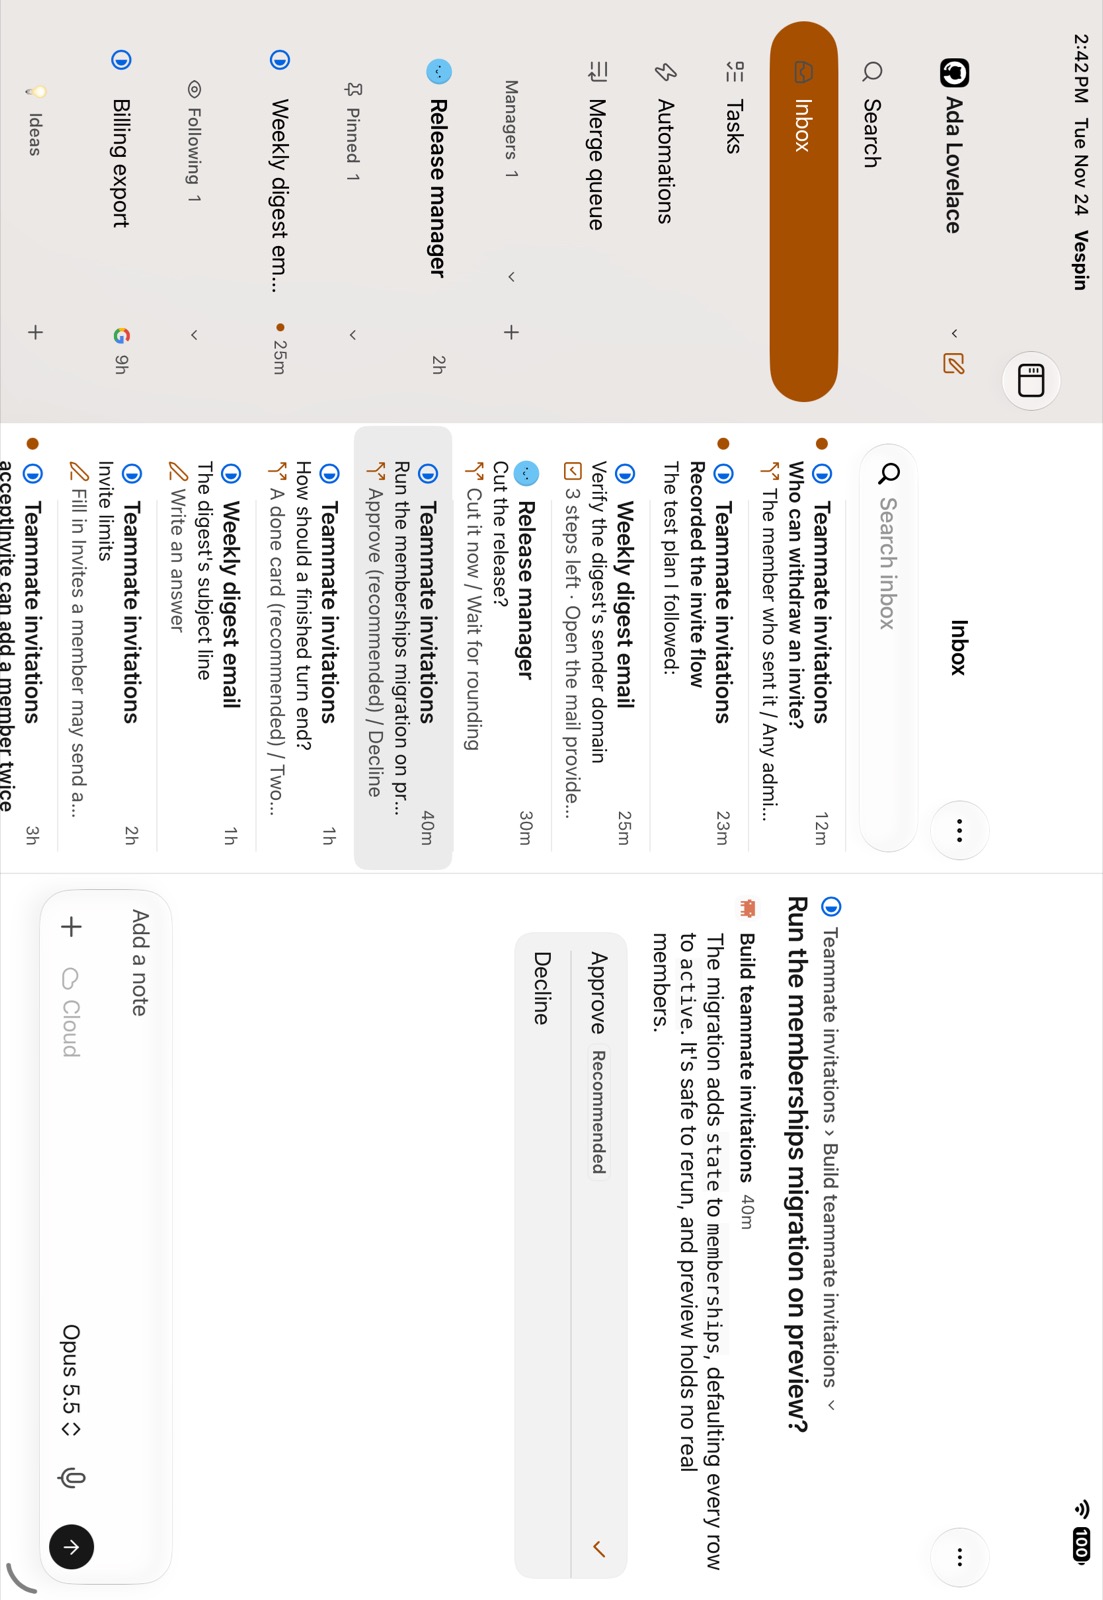 2:42 PM Tue Nov 24 Vespin
100
Ada Lovelace
Search
Inbox
Tasks
Automations
Merge queue
Managers 1
Release manager 2h
Pinned 1
Weekly digest em... 25m
Following 1
Billing export 9h
Ideas
Inbox
Search inbox
Teammate invitations 12m
Who can withdraw an invite?
The member who sent it / Any admi...
Teammate invitations 23m
Recorded the invite flow
The test plan I followed:
Weekly digest email 25m
Verify the digest's sender domain
3 steps left · Open the mail provide...
Release manager 30m
Cut the release?
Cut it now / Wait for rounding
Teammate invitations 40m
Run the memberships migration on pr...
Approve (recommended) / Decline
Teammate invitations 1h
How should a finished turn end?
A done card (recommended) / Two...
Weekly digest email 1h
The digest's subject line
Write an answer
Teammate invitations 2h
Invite limits
Fill in Invites a member may send a...
Teammate invitations 3h
acceptInvite can add a member twice
Teammate invitations › Build teammate invitations
Run the memberships migration on preview?
Build teammate invitations 40m
The migration adds state to memberships, defaulting every row
to active. It's safe to rerun, and preview holds no real
members.
Approve Recommended
Decline
Add a note
Cloud
Opus 5.5